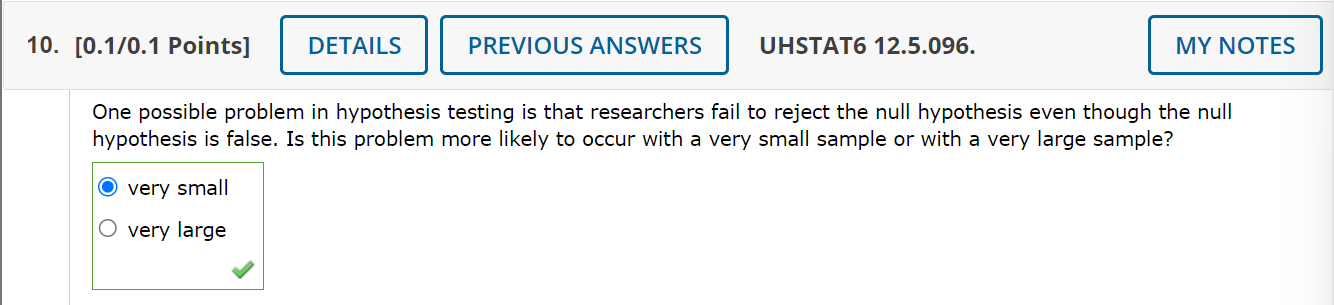 10. [0.1/0.1 Points] DETAILS PREVIOUS ANSWERS UHSTAT6 12.5.096. MY NOTES
One possible problem in hypothesis testing is that researchers fail to reject the null hypothesis even though the null
hypothesis is false. Is this problem more likely to occur with a very small sample or with a very large sample?
very small
very large